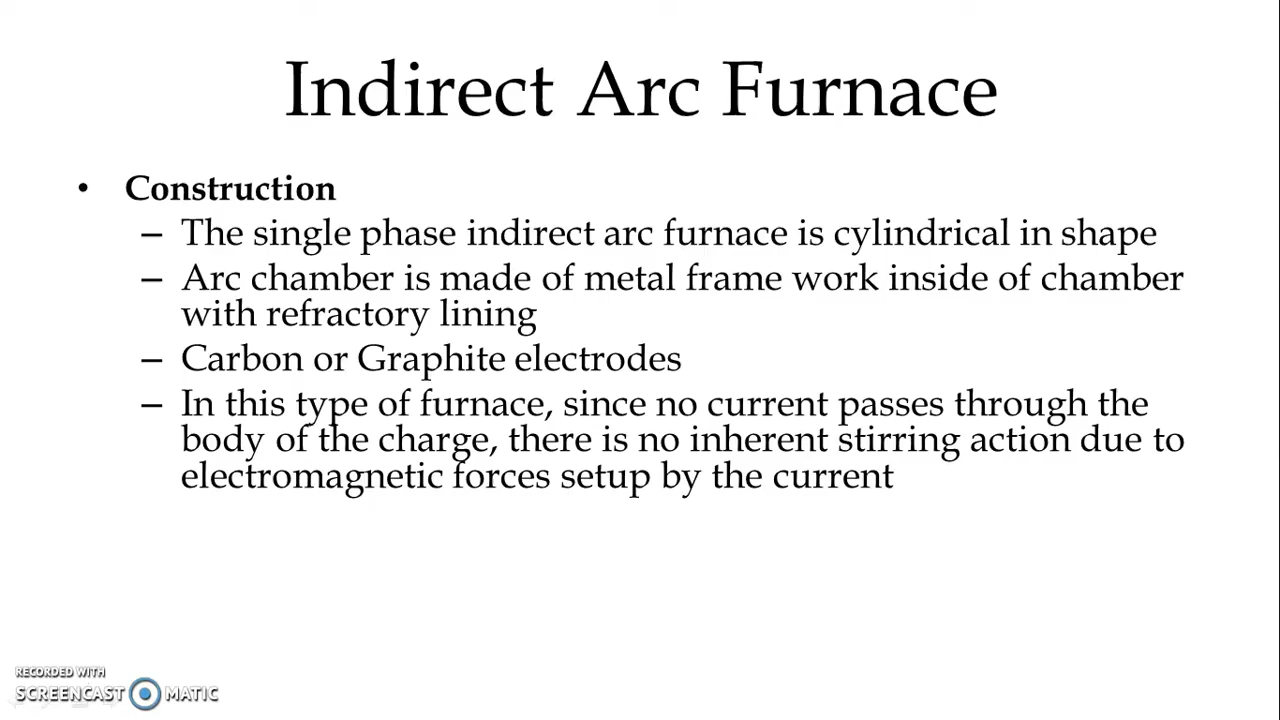 Indirect Arc Furnace
• Construction
– The single phase indirect arc furnace is cylindrical in shape
– Arc chamber is made of metal frame work inside of chamber
with refractory lining
– Carbon or Graphite electrodes
– In this type of furnace, since no current passes through the
body of the charge, there is no inherent stirring action due to
electromagnetic forces setup by the current
RECORDED WITH
SCREENCAST MATIC